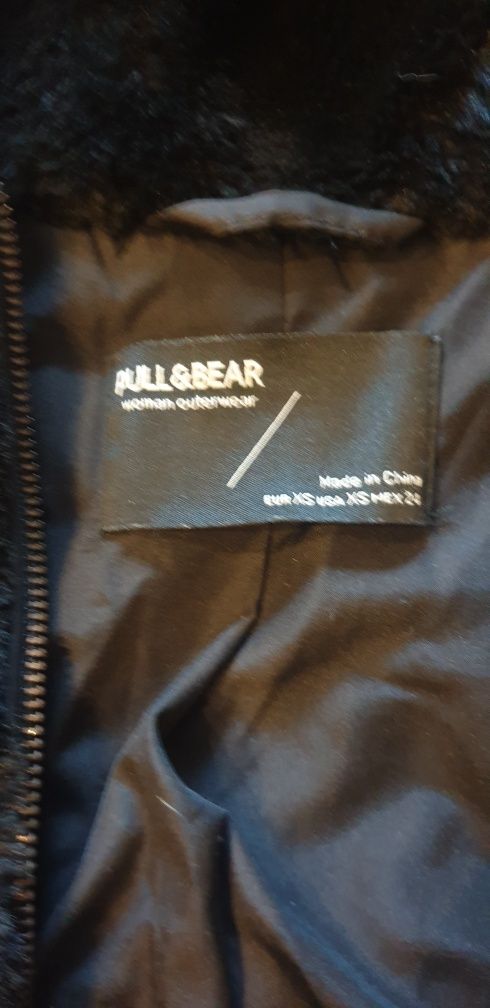 PULL&BEAR
woman outerwear
Made in China
EUR XS USA XS MEX 24